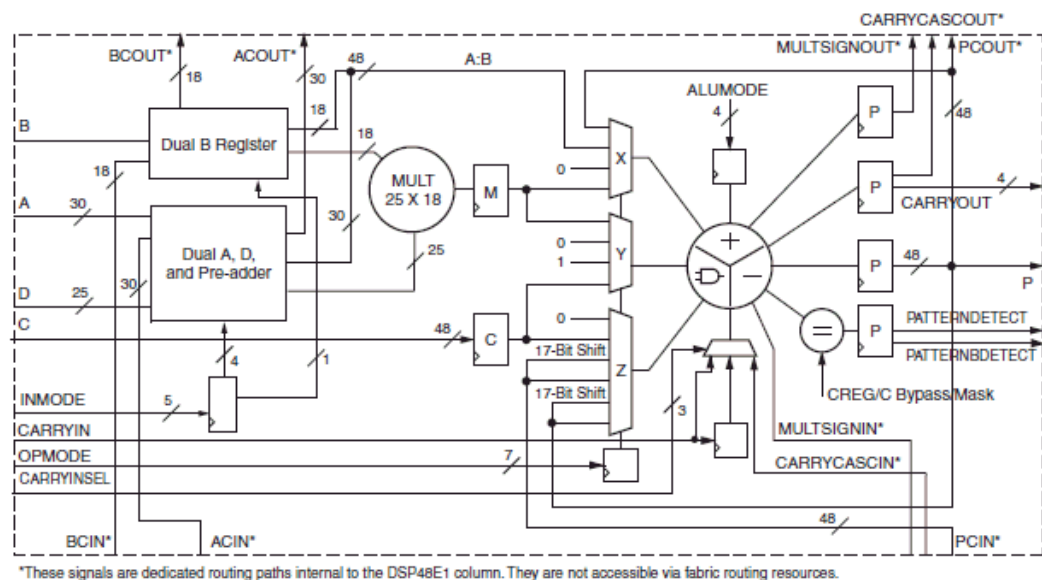 CARRYCASCOUT*
BCOUT* ACOUT* MULTSIGNOUT* PCOUT*
18 30 48 A:B
ALUMODE
18 4 P 48
B
Dual B Register 18
X
18 0
MULT
25 X 18
M
P 4
CARRYOUT
A
30 30
Dual A, D,
and Pre-adder
25
0
1
Y
+
−
P 48
P
30
D
25
C
48 C
0
=
P
PATTERNDETECT
PATTERNBDETECT
17-Bit Shift
Z
4 1
17-Bit Shift
CREG/C Bypass/Mask
INMODE
5 3
CARRYIN
MULTSIGNIN*
OPMODE
7
CARRYCASCIN*
CARRYINSEL
48
BCIN* ACIN* PCIN*
*These signals are dedicated routing paths internal to the DSP48E1 column. They are not accessible via fabric routing resources.